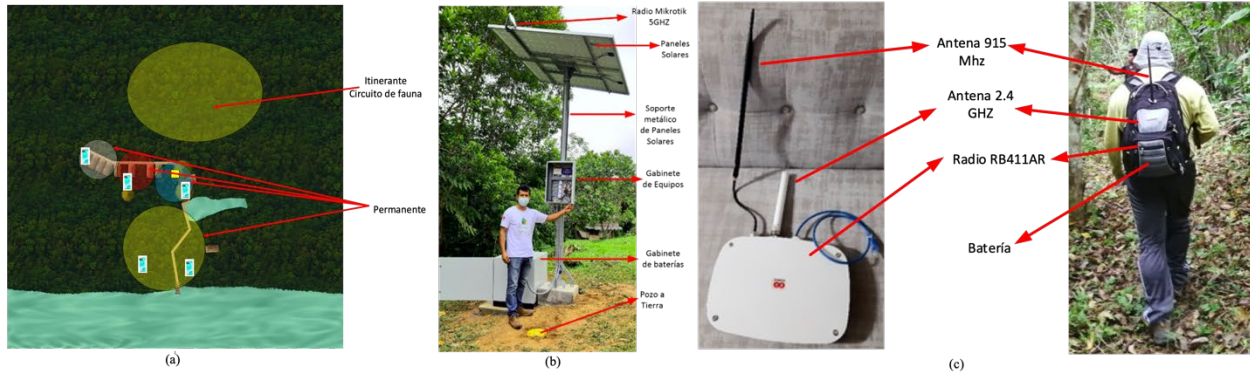 Itinerante
Circuito de fauna
Permanente
(a)
Radio Mikrotik
5GHZ
Paneles
Solares
Soporte
metálico
de Paneles
Solares
Gabinete
de Equipos
Gabinete
de baterías
Pozo a
Tierra
(b)
Antena 915
Mhz
Antena 2.4
GHZ
Radio RB411AR
Batería
(c)